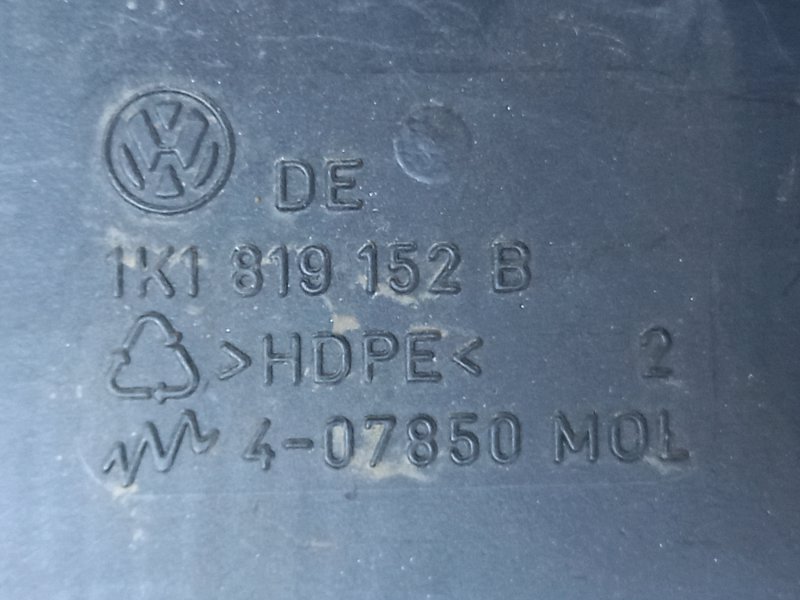 DE
1K1 819 152 B
>HDPE< 2
4-07850 MOL